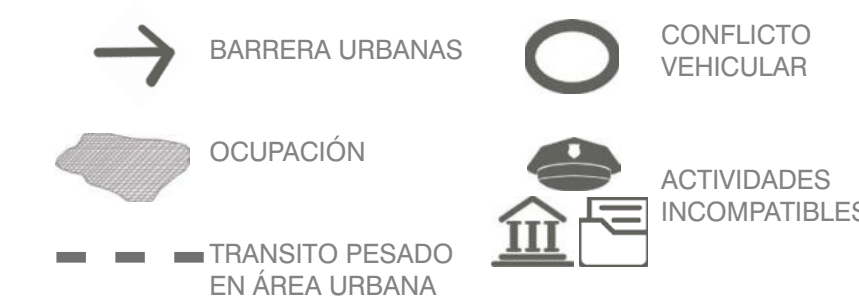 BARRERA URBANAS
OCUPACIÓN
TRANSITO PESADO
EN ÁREA URBANA
CONFLICTO
VEHICULAR
ACTIVIDADES
INCOMPATIBLES